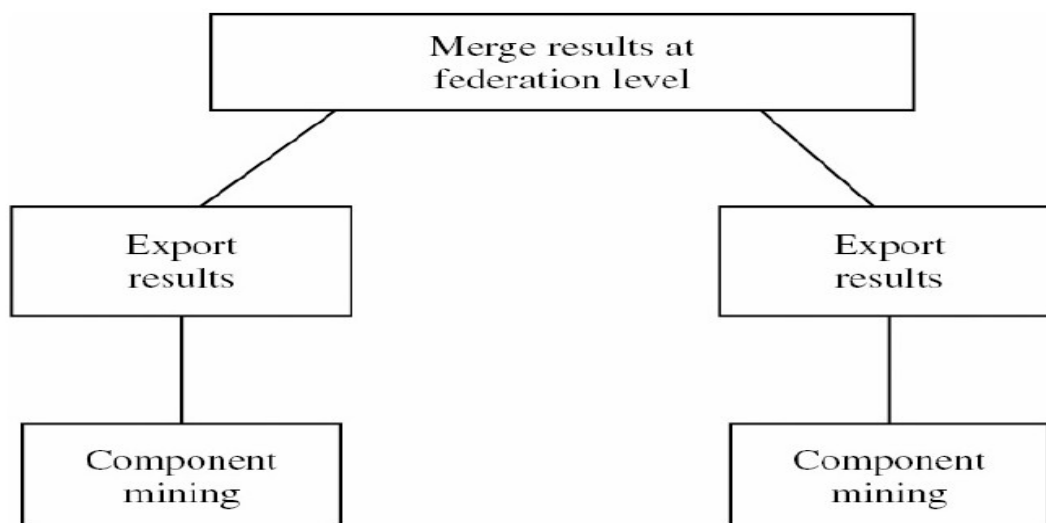 Merge results at
federation level
Export
results
Export
results
Component
mining
Component
mining